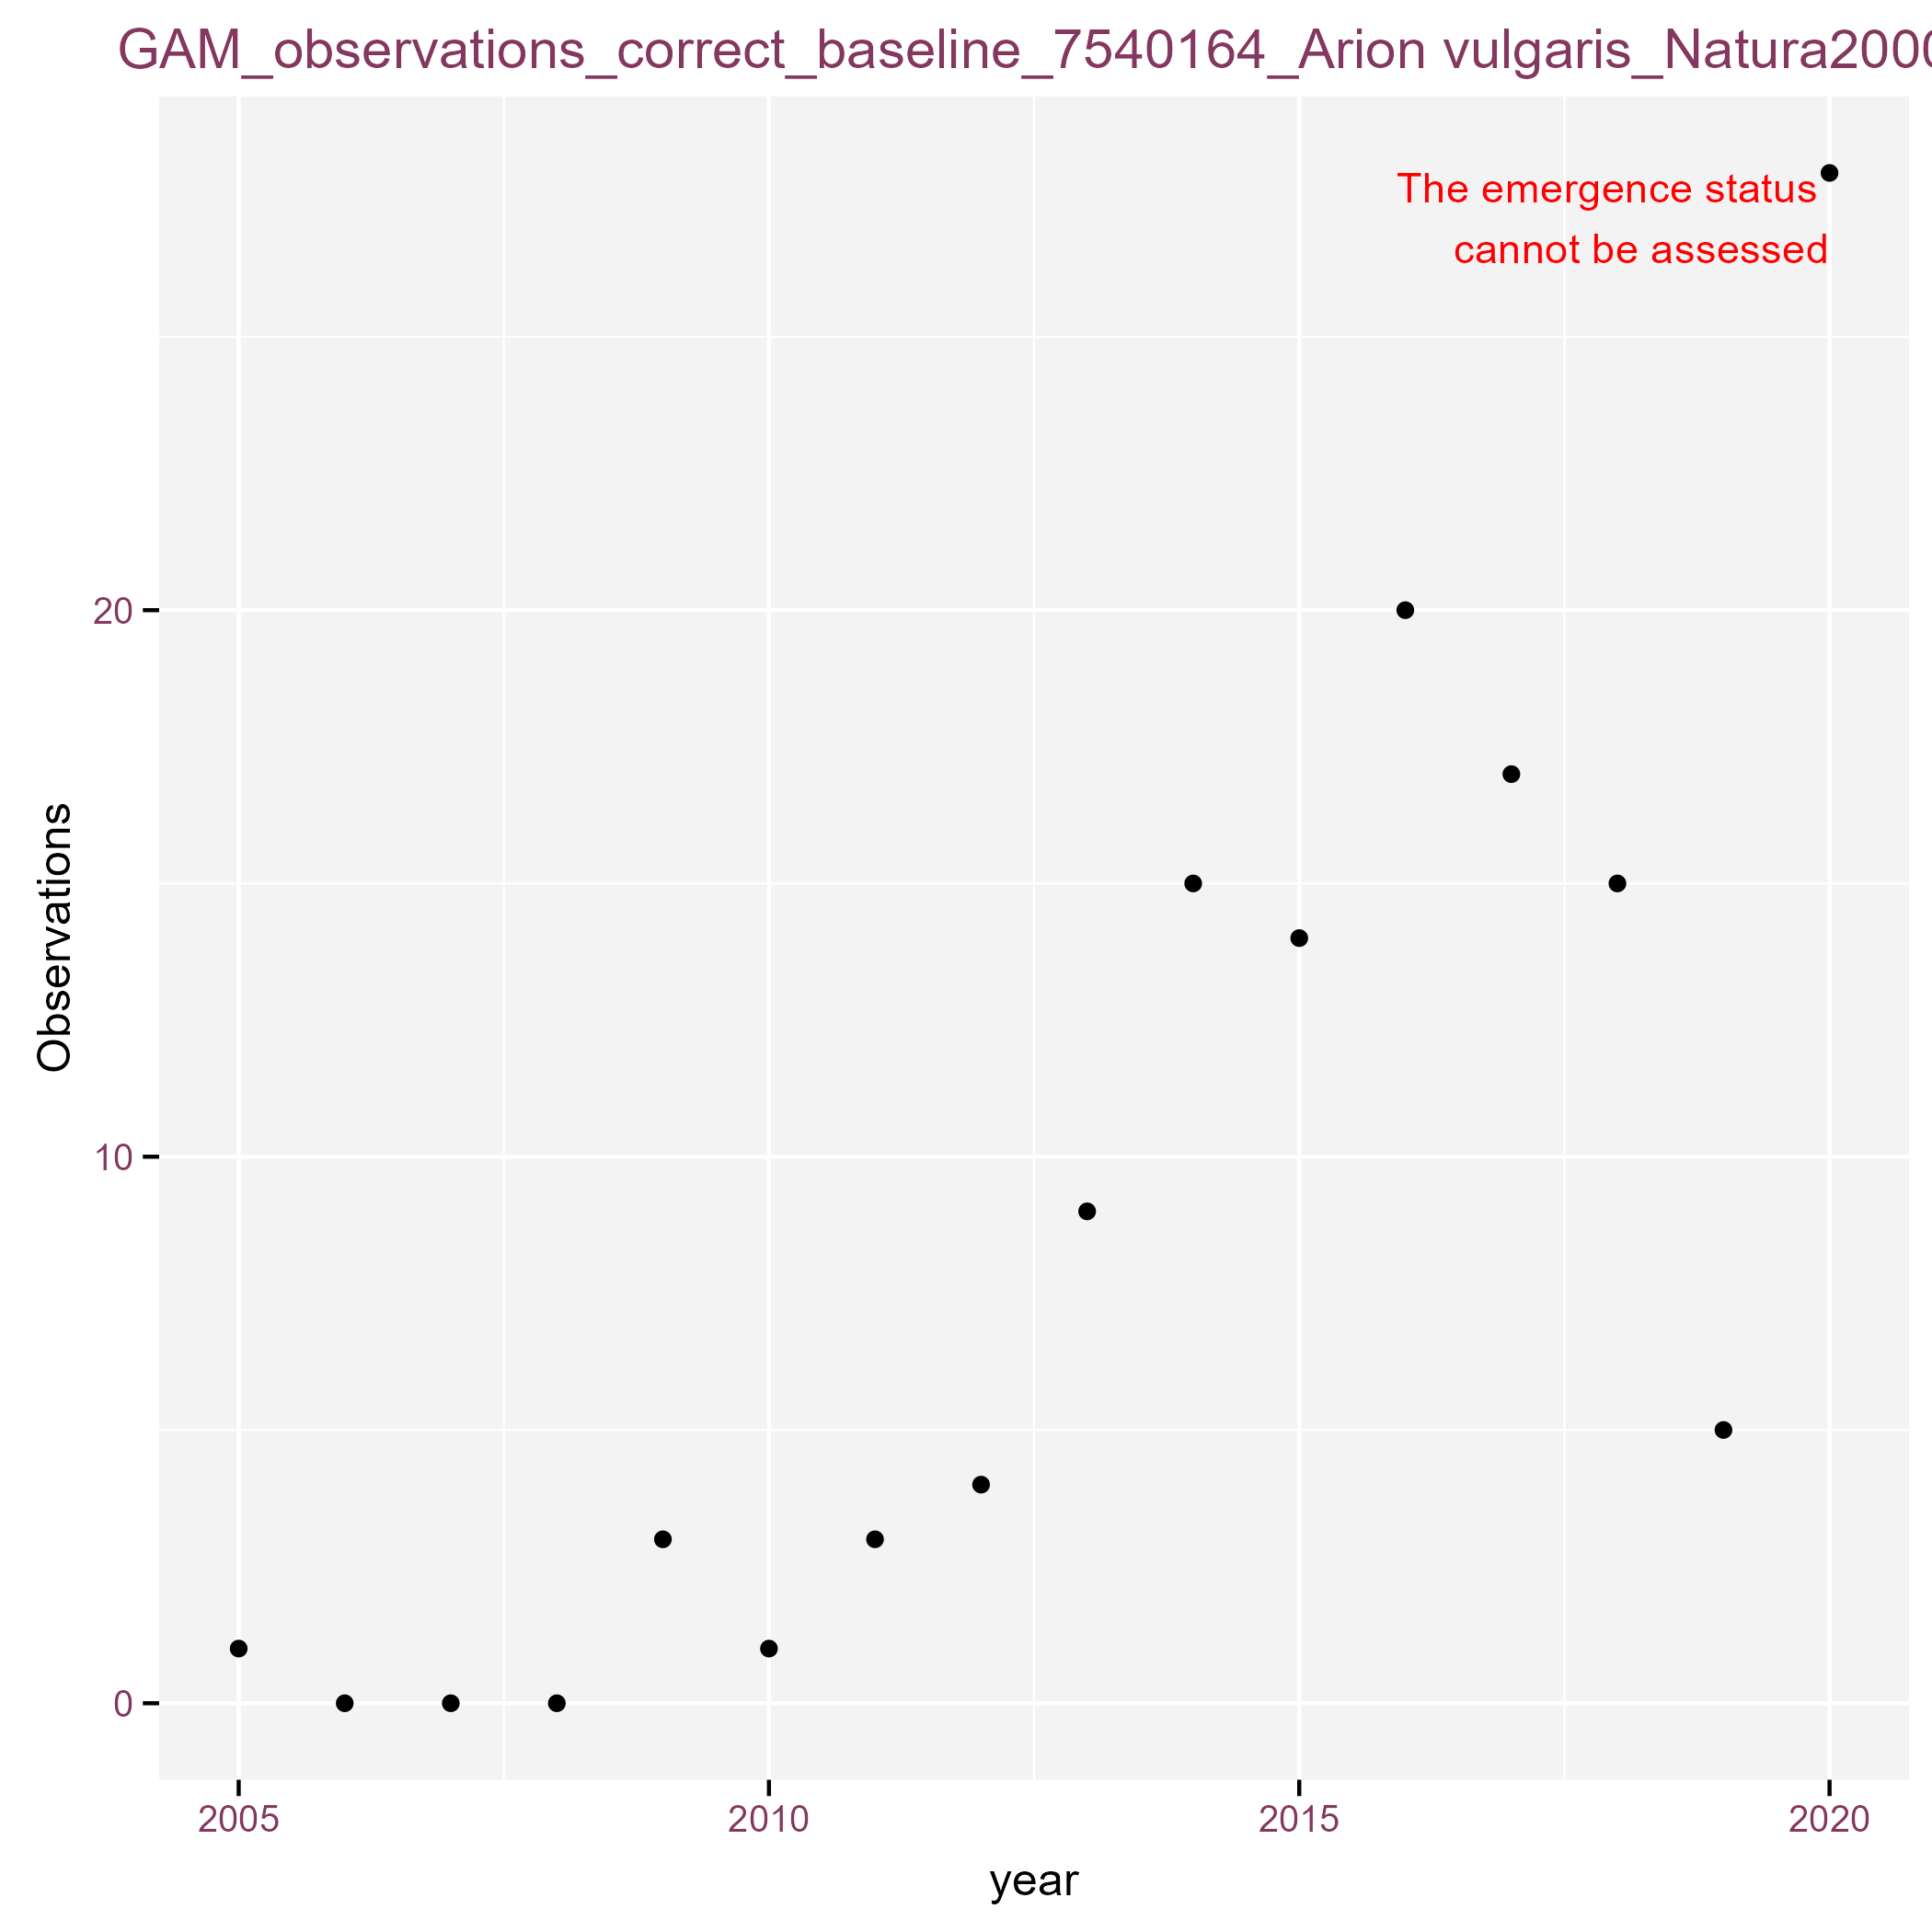 GAM_observations_correct_baseline_7540164_Arion vulgaris_Natura2000
The emergence status
cannot be assessed
20
10
0
Observations
2005 2010 2015 2020
year